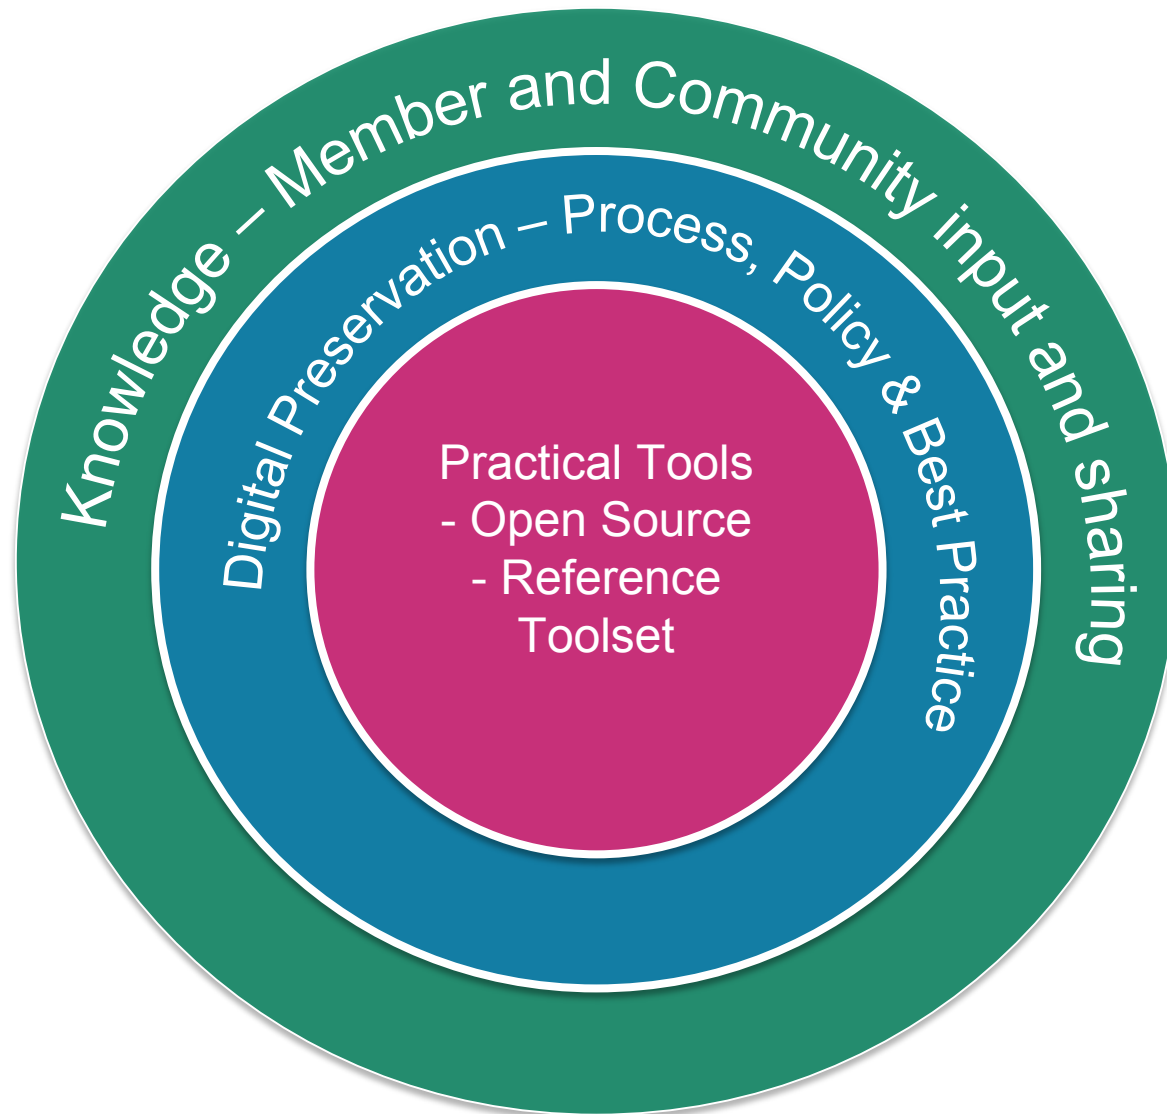 Knowledge – Member and Community input and sharing
Digital Preservation – Process, Policy & Best Practice
Practical Tools
- Open Source
- Reference
Toolset